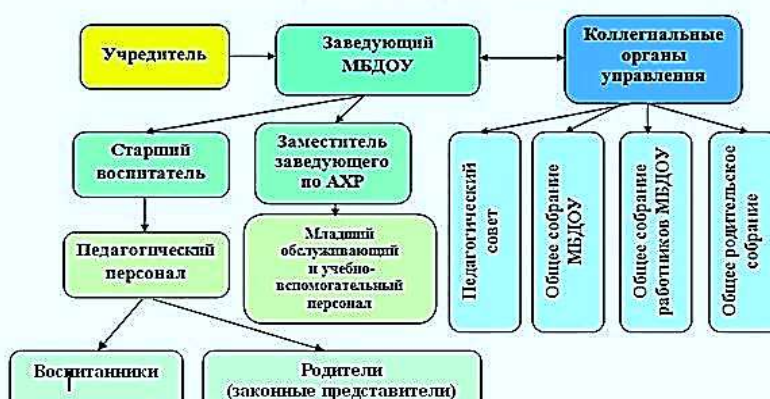 Учредитель
Заведующий
МБДОУ
Коллегиальные
органы
управления
Старший
воспитатель
Заместитель
заведующего
по АХР
Педагогический
совет
Общее собрание
МБДОУ
Общее собрание
работников МБДОУ
Общее родительское
собрание
Педагогический
персонал
Младший
обслуживающий
и учебно-
вспомогательный
персонал
Воспитанники
Родители
(законные представители)